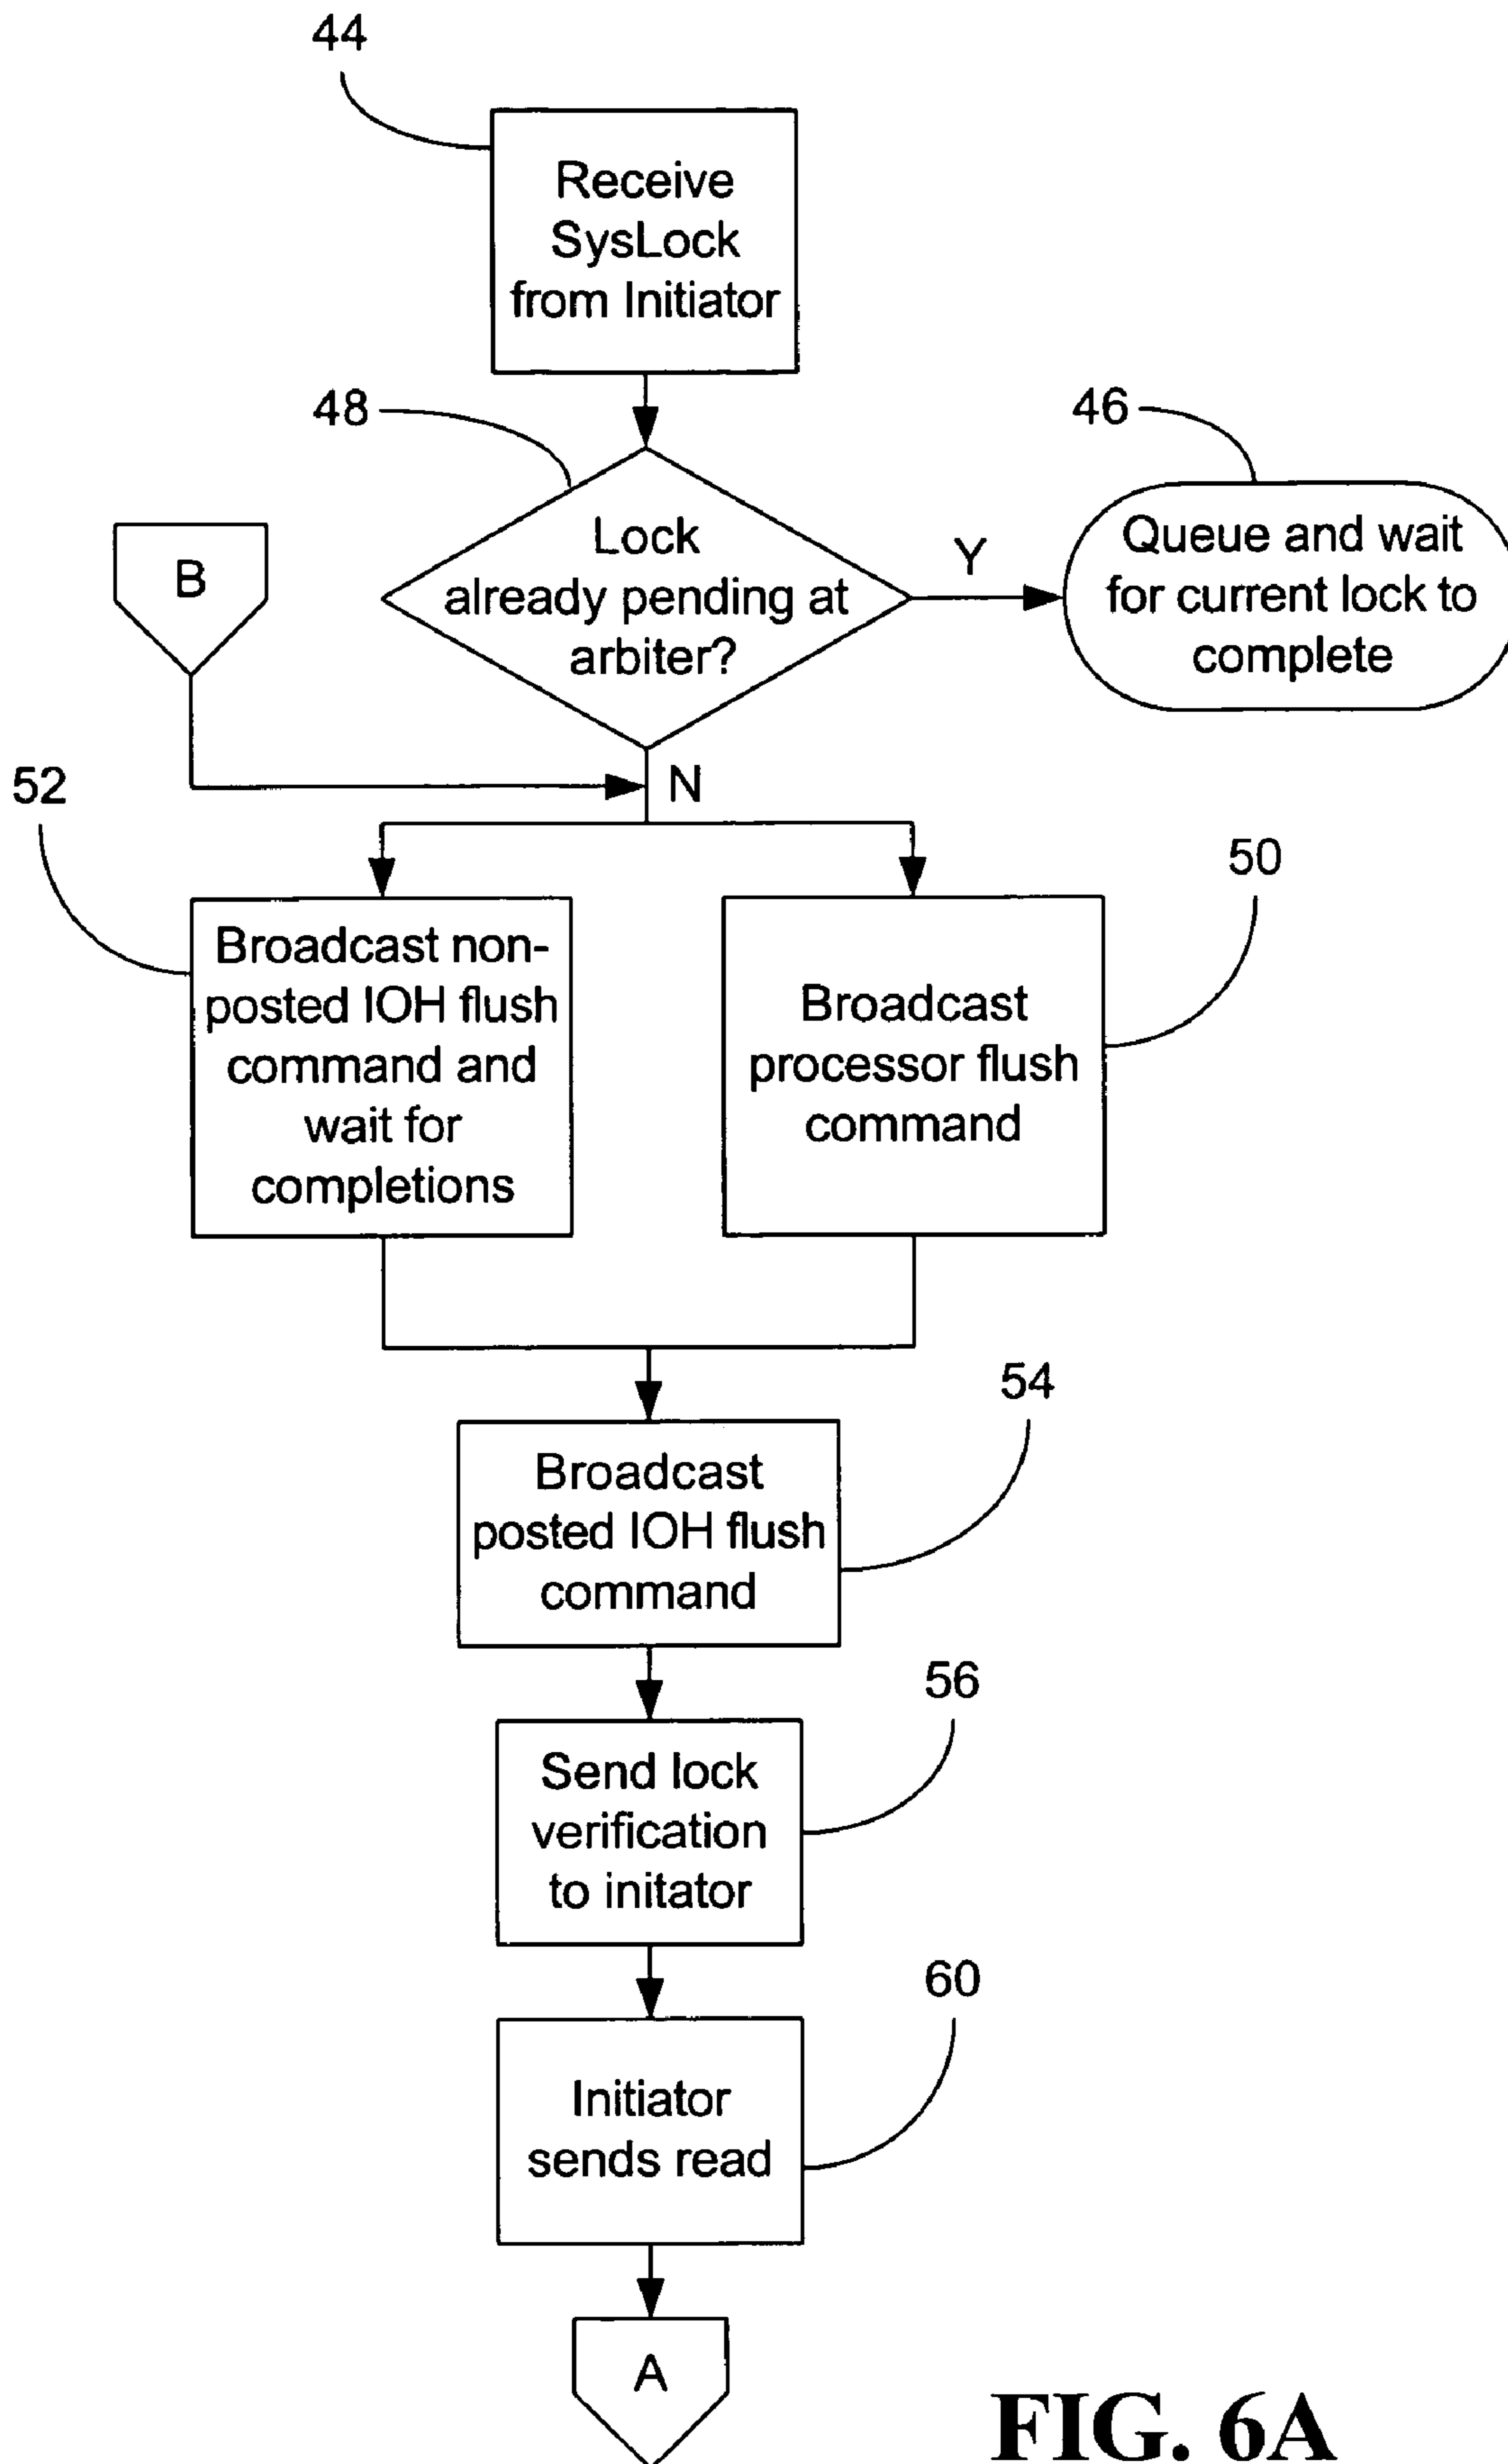 44
Receive
SysLock
from Initiator
48
46
Lock
already pending at
arbiter?
Y
Queue and wait
for current lock to
complete
B
N
52
50
Broadcast non-
posted IOH flush
command and
wait for
completions
Broadcast
processor flush
command
54
Broadcast
posted IOH flush
command
56
Send lock
verification
to initator
60
Initiator
sends read
A
FIG. 6A